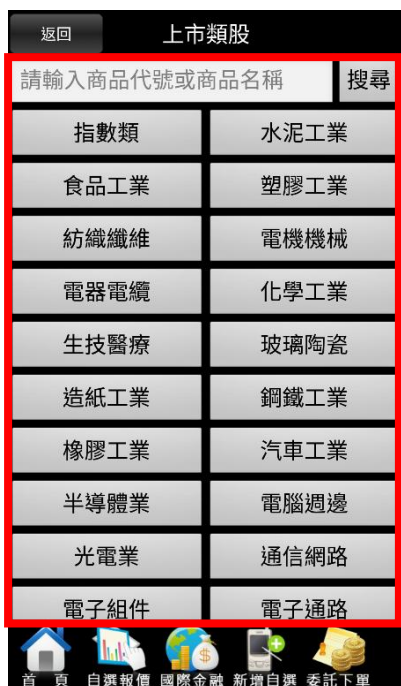 返回 上市類股
請輸入商品代號或商品名稱 搜尋
指數類 水泥工業
食品工業 塑膠工業
紡織纖維 電機機械
電器電纜 化學工業
生技醫療 玻璃陶瓷
造紙工業 鋼鐵工業
橡膠工業 汽車工業
半導體業 電腦週邊
光電業 通信網路
電子組件 電子通路
首頁 自選報價 國際金融 新增自選 委託下單